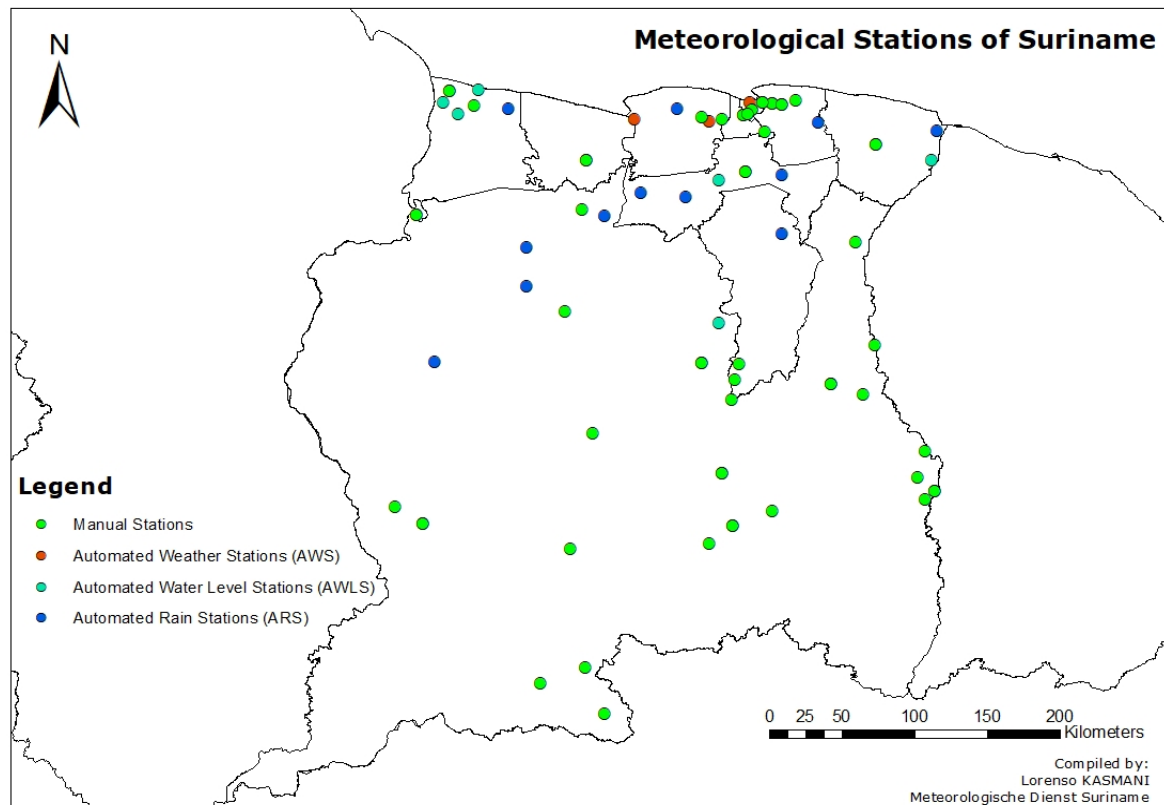 N
Meteorological Stations of Suriname
Legend
Manual Stations
Automated Weather Stations (AWS)
Automated Water Level Stations (AWLS)
Automated Rain Stations (ARS)
0 25 50 100 150 200
Kilometers
Compiled by:
Lorenso KASMANI
Meteorologische Dienst Suriname